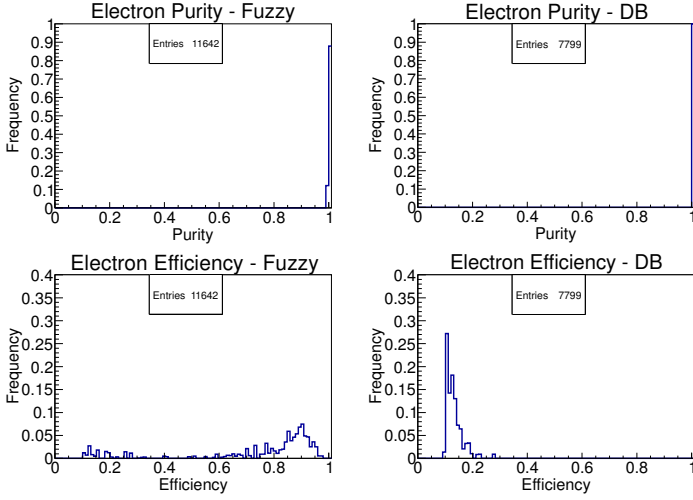 Electron Purity - Fuzzy
Entries 11642
Frequency
1
0.9
0.8
0.7
0.6
0.5
0.4
0.3
0.2
0.1
0
0 0.2 0.4 0.6 0.8 1
Purity
Electron Purity - DB
Entries 7799
Frequency
1
0.9
0.8
0.7
0.6
0.5
0.4
0.3
0.2
0.1
0
0 0.2 0.4 0.6 0.8 1
Purity
Electron Efficiency - Fuzzy
Entries 11642
Frequency
0.4
0.35
0.3
0.25
0.2
0.15
0.1
0.05
0
0 0.2 0.4 0.6 0.8 1
Efficiency
Electron Efficiency - DB
Entries 7799
Frequency
0.4
0.35
0.3
0.25
0.2
0.15
0.1
0.05
0
0 0.2 0.4 0.6 0.8 1
Efficiency